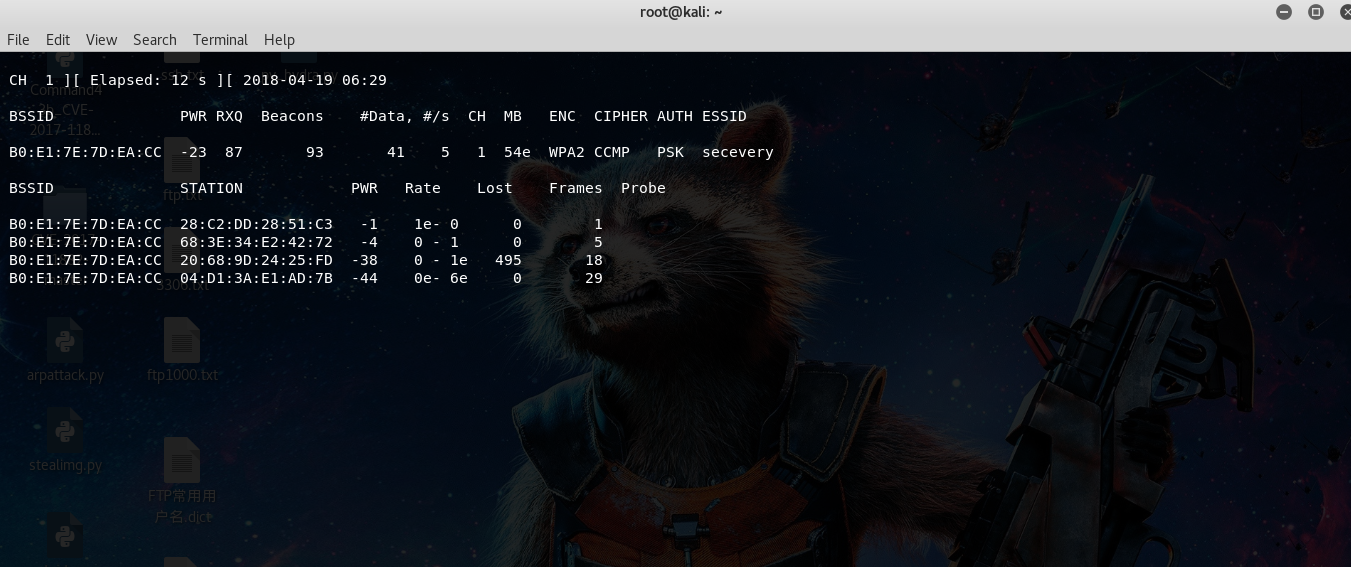 root@kali: ~
File Edit View Search Terminal Help
CH 1 ][ Elapsed: 12 s ][ 2018-04-19 06:29
BSSID PWR RXQ Beacons #Data, #/s CH MB ENC CIPHER AUTH ESSID
B0:E1:7E:7D:EA:CC -23 87 93 41 5 1 54e WPA2 CCMP PSK secevery
BSSID STATION PWR Rate Lost Frames Probe
B0:E1:7E:7D:EA:CC 28:C2:DD:28:51:C3 -1 1e- 0 0 1
B0:E1:7E:7D:EA:CC 68:3E:34:E2:42:72 -4 0 - 1 0 5
B0:E1:7E:7D:EA:CC 20:68:9D:24:25:FD -38 0 - 1e 495 18
B0:E1:7E:7D:EA:CC 04:D1:3A:E1:AD:7B -44 0e- 6e 0 29
Command4
2b_CVE-
2017-118...
ftp.txt
3306.txt
arpattack.py
ftp1000.txt
stealimg.py
FTP常用用
户名.dict